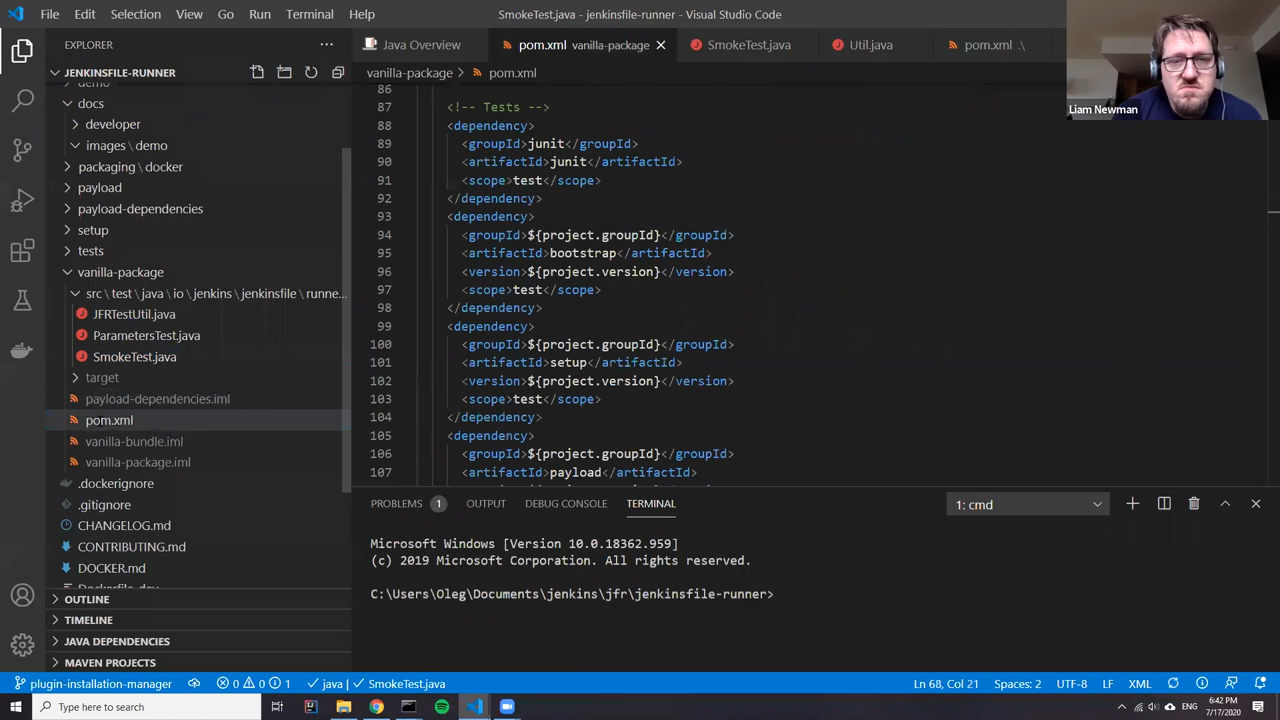 File Edit Selection View Go Run Terminal Help
SmokeTest.java - jenkinsfile-runner - Visual Studio Code
Liam Newman
EXPLORER
JENKINSFILE-RUNNER
demo
docs
developer
images \ demo
packaging \ docker
payload
payload-dependencies
setup
tests
vanilla-package
src \ test \ java \ io \ jenkins \ jenkinsfile \ runne...
JFRTestUtil.java
ParametersTest.java
SmokeTest.java
target
payload-dependencies.iml
pom.xml
vanilla-bundle.iml
vanilla-package.iml
.dockerignore
.gitignore
CHANGELOG.md
CONTRIBUTING.md
DOCKER.md
Dockerfile-dev
OUTLINE
TIMELINE
JAVA DEPENDENCIES
MAVEN PROJECTS
Java Overview
pom.xml vanilla-package
SmokeTest.java
Util.java
pom.xml .\
vanilla-package > pom.xml
86
87 <!-- Tests -->
88 <dependency>
89 <groupId>junit</groupId>
90 <artifactId>junit</artifactId>
91 <scope>test</scope>
92 </dependency>
93 <dependency>
94 <groupId>${project.groupId}</groupId>
95 <artifactId>bootstrap</artifactId>
96 <version>${project.version}</version>
97 <scope>test</scope>
98 </dependency>
99 <dependency>
100 <groupId>${project.groupId}</groupId>
101 <artifactId>setup</artifactId>
102 <version>${project.version}</version>
103 <scope>test</scope>
104 </dependency>
105 <dependency>
106 <groupId>${project.groupId}</groupId>
107 <artifactId>payload</artifactId>
PROBLEMS 1 OUTPUT DEBUG CONSOLE TERMINAL
1: cmd
Microsoft Windows [Version 10.0.18362.959]
(c) 2019 Microsoft Corporation. All rights reserved.
C:\Users\Oleg\Documents\jenkins\jfr\jenkinsfile-runner>
plugin-installation-manager 0 0 1 java | SmokeTest.java
Ln 68, Col 21 Spaces: 2 UTF-8 LF XML
Type here to search
ENG
6:42 PM
7/17/2020